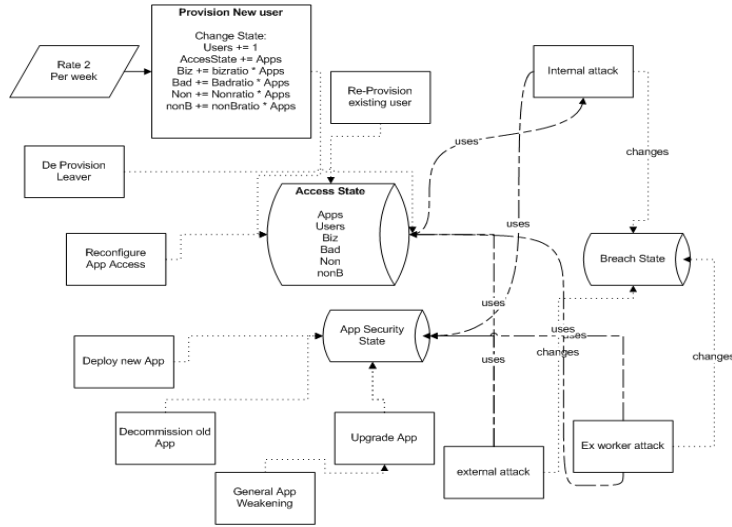 Provision New user
Change State:
Users += 1
AccesState += Apps
Biz += bizratio * Apps
Bad += Badratio * Apps
Non += Nonratio * Apps
nonB += nonBratio * Apps
Rate 2
Per week
Re-Provision
existing user
Internal attack
uses
changes
De Provision
Leaver
Access State
Apps
Users
Biz
Bad
Non
nonB
uses
Reconfigure
App Access
Breach State
uses
App Security
State
uses
uses
uses
changes
changes
Deploy new App
Decommission old
App
Upgrade App
external attack
Ex worker attack
General App
Weakening